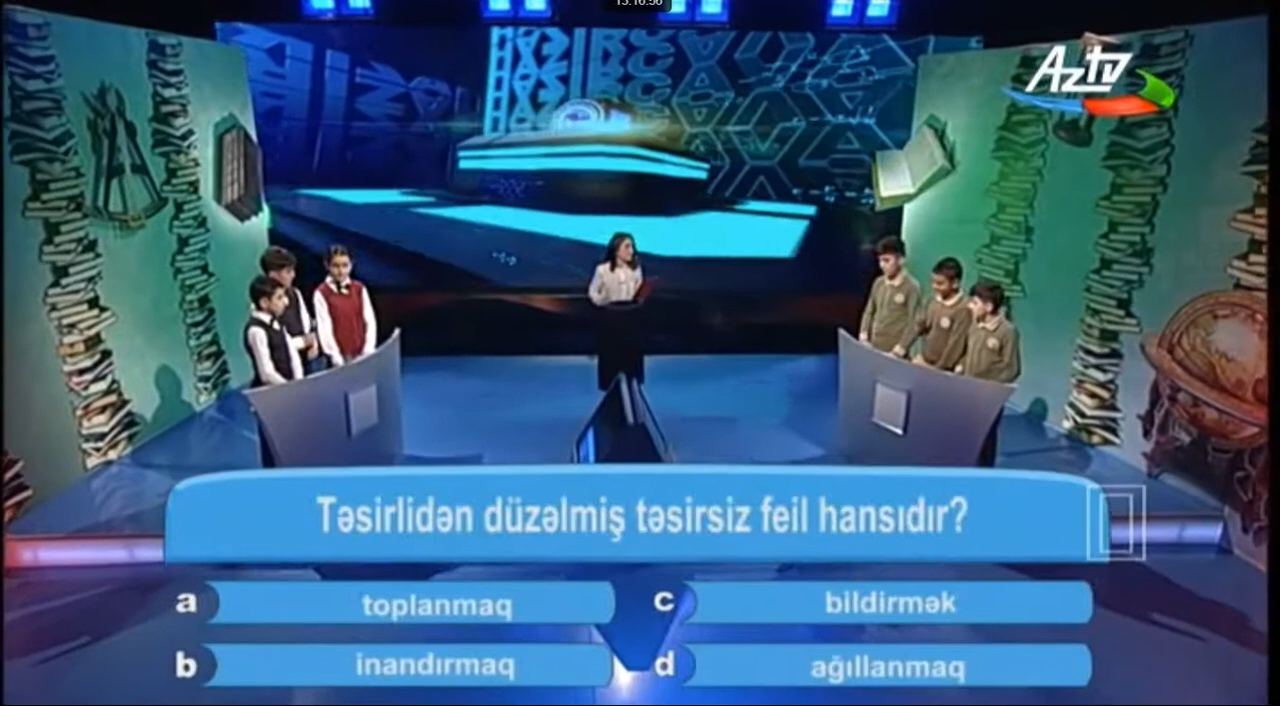 AZTV
Təsirlidən düzəlmiş təsirsiz feil hansıdır?
a toplanmaq
c bildirmək
b inandırmaq
d ağıllanmaq